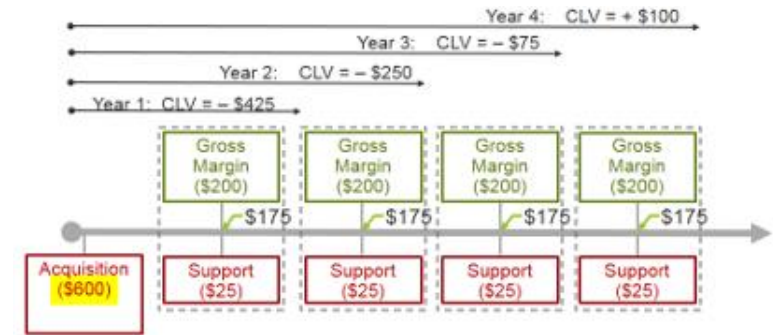 Year 4: CLV = + $100
Year 3: CLV = – $75
Year 2: CLV = – $250
Year 1: CLV = – $425
Gross
Margin
($200)
Gross
Margin
($200)
Gross
Margin
($200)
Gross
Margin
($200)
$175
$175
$175
$175
Acquisition
($600)
Support
($25)
Support
($25)
Support
($25)
Support
($25)